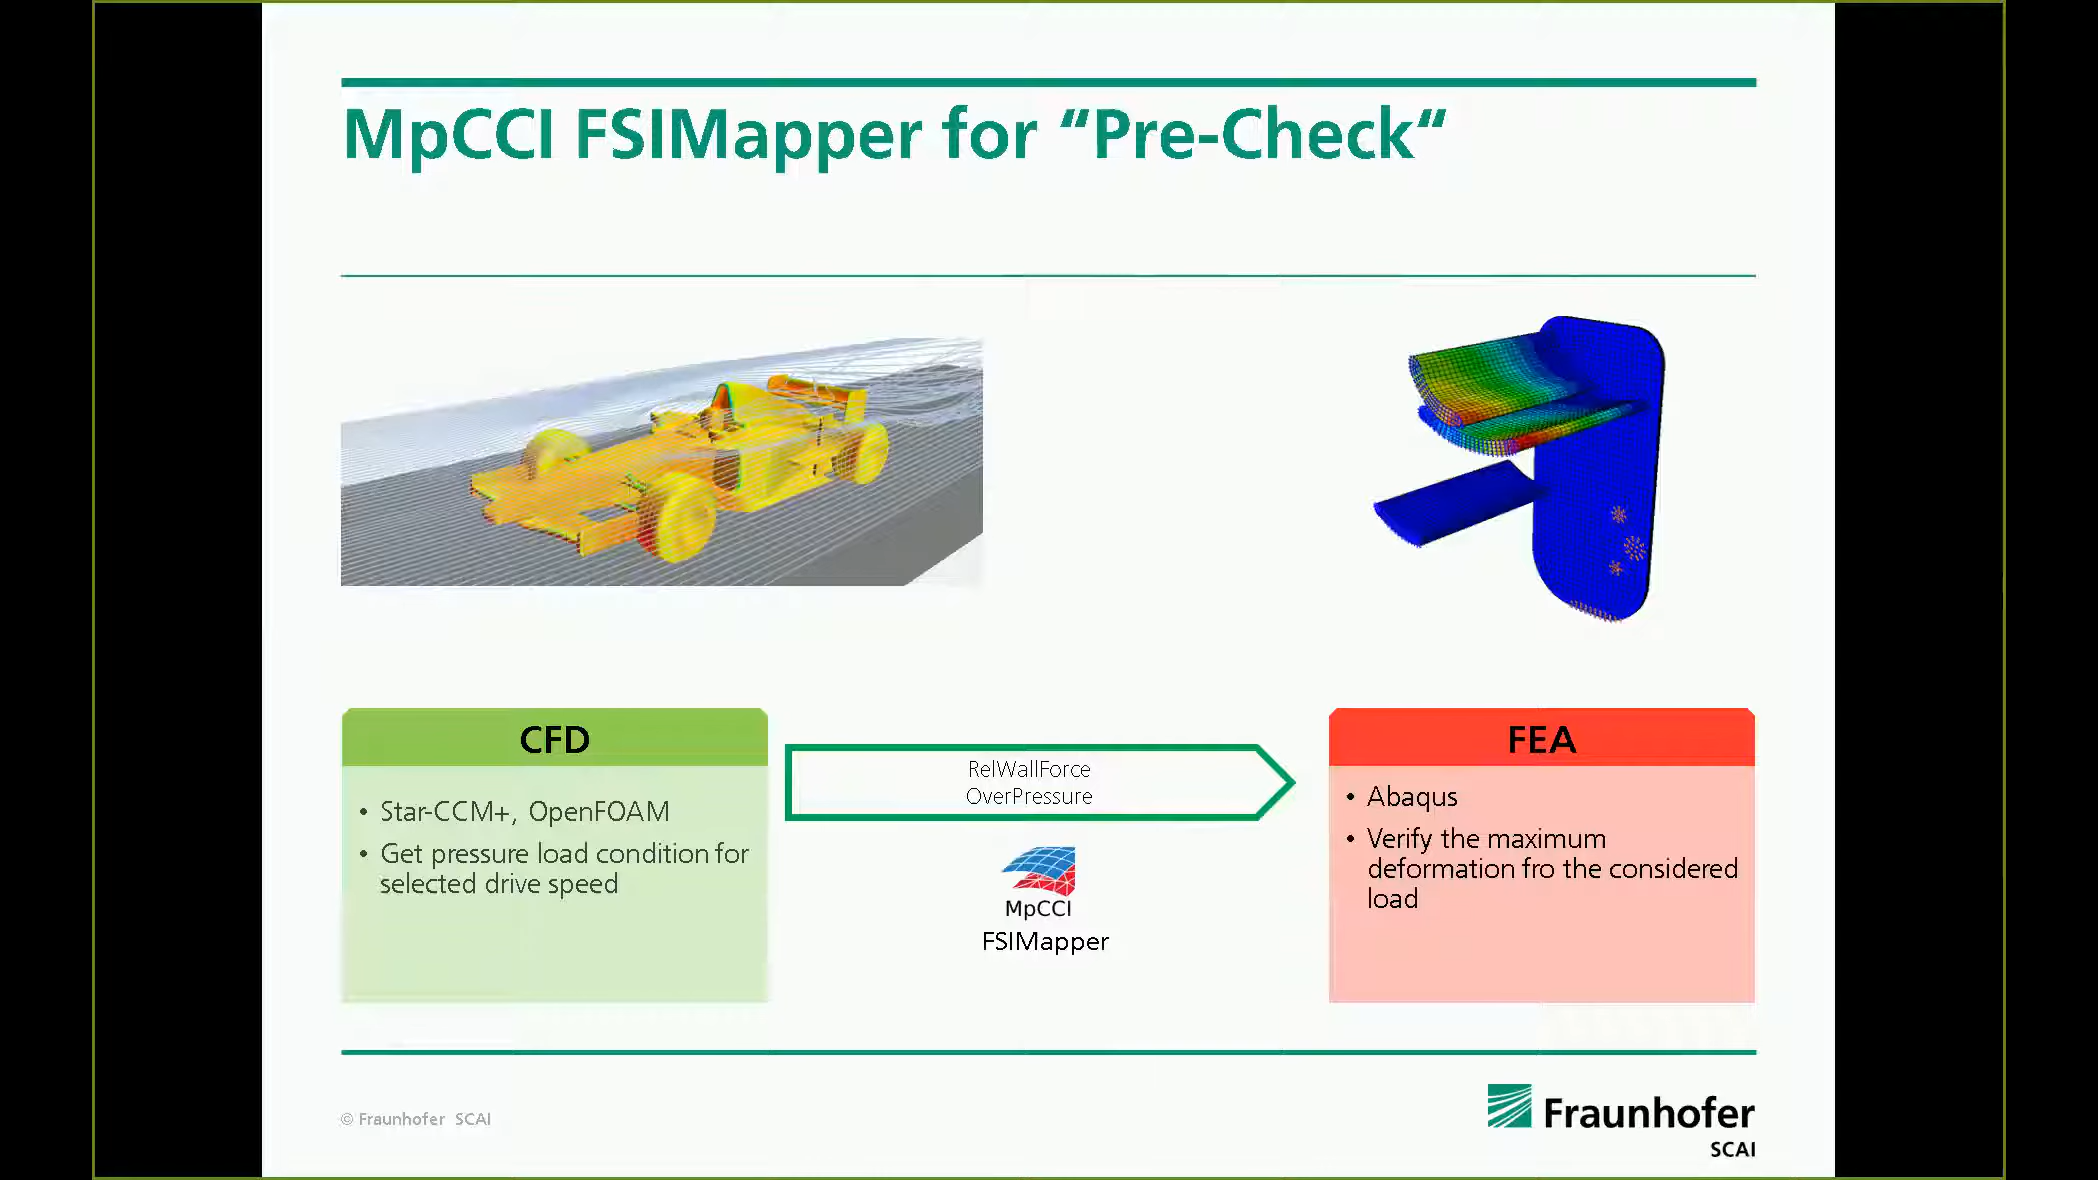 MpCCI FSIMapper for “Pre-Check“
CFD
• Star-CCM+, OpenFOAM
• Get pressure load condition for
selected drive speed
RelWallForce
OverPressure
MpCCI
FSIMapper
FEA
• Abaqus
• Verify the maximum
deformation fro the considered
load
© Fraunhofer SCAI
Fraunhofer
SCAI